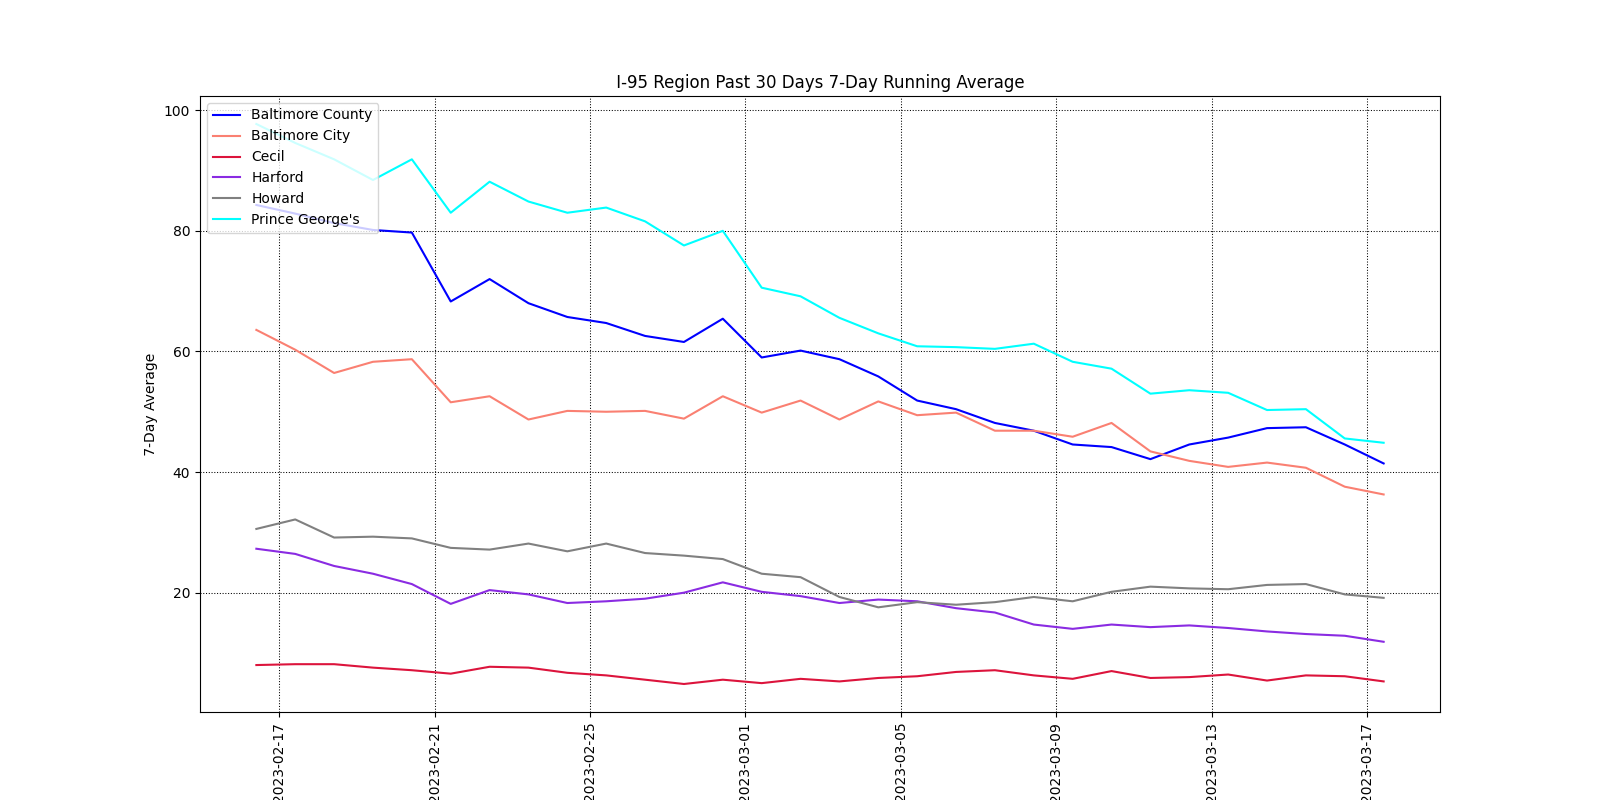 I-95 Region Past 30 Days 7-Day Running Average
100
80
60
40
20
7-Day Average
Baltimore County
Baltimore City
Cecil
Harford
Howard
Prince George's
2023-02-17
2023-02-21
2023-02-25
2023-03-01
2023-03-05
2023-03-09
2023-03-13
2023-03-17